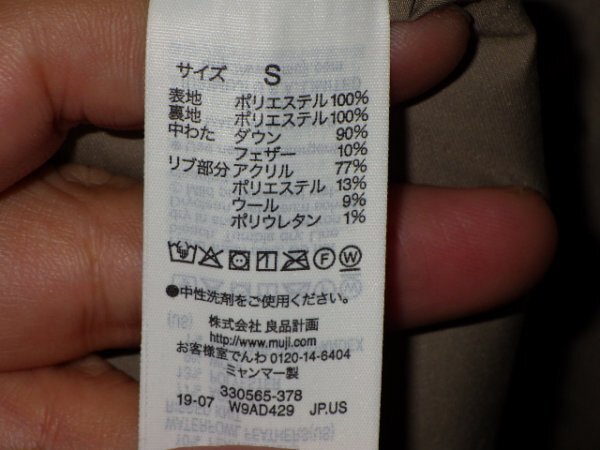 サイズ S
表地 ポリエステル100%
裏地 ポリエステル100%
中わた ダウン 90%
フェザー 10%
リブ部分 アクリル 77%
ポリエステル 13%
ウール 9%
ポリウレタン 1%
F W
●中性洗剤をご使用ください。
株式会社 良品計画
http://www.muji.com
お客様室でんわ 0120-14-6404
ミャンマー製
330565-378
19-07 W9AD429 JP.US